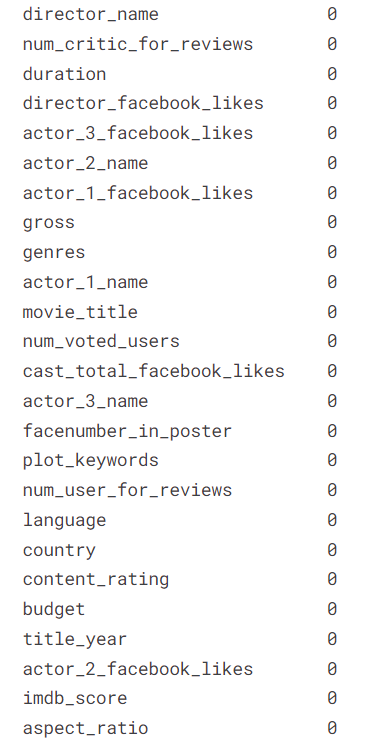 director_name 0
num_critic_for_reviews 0
duration 0
director_facebook_likes 0
actor_3_facebook_likes 0
actor_2_name 0
actor_1_facebook_likes 0
gross 0
genres 0
actor_1_name 0
movie_title 0
num_voted_users 0
cast_total_facebook_likes 0
actor_3_name 0
facenumber_in_poster 0
plot_keywords 0
num_user_for_reviews 0
language 0
country 0
content_rating 0
budget 0
title_year 0
actor_2_facebook_likes 0
imdb_score 0
aspect_ratio 0